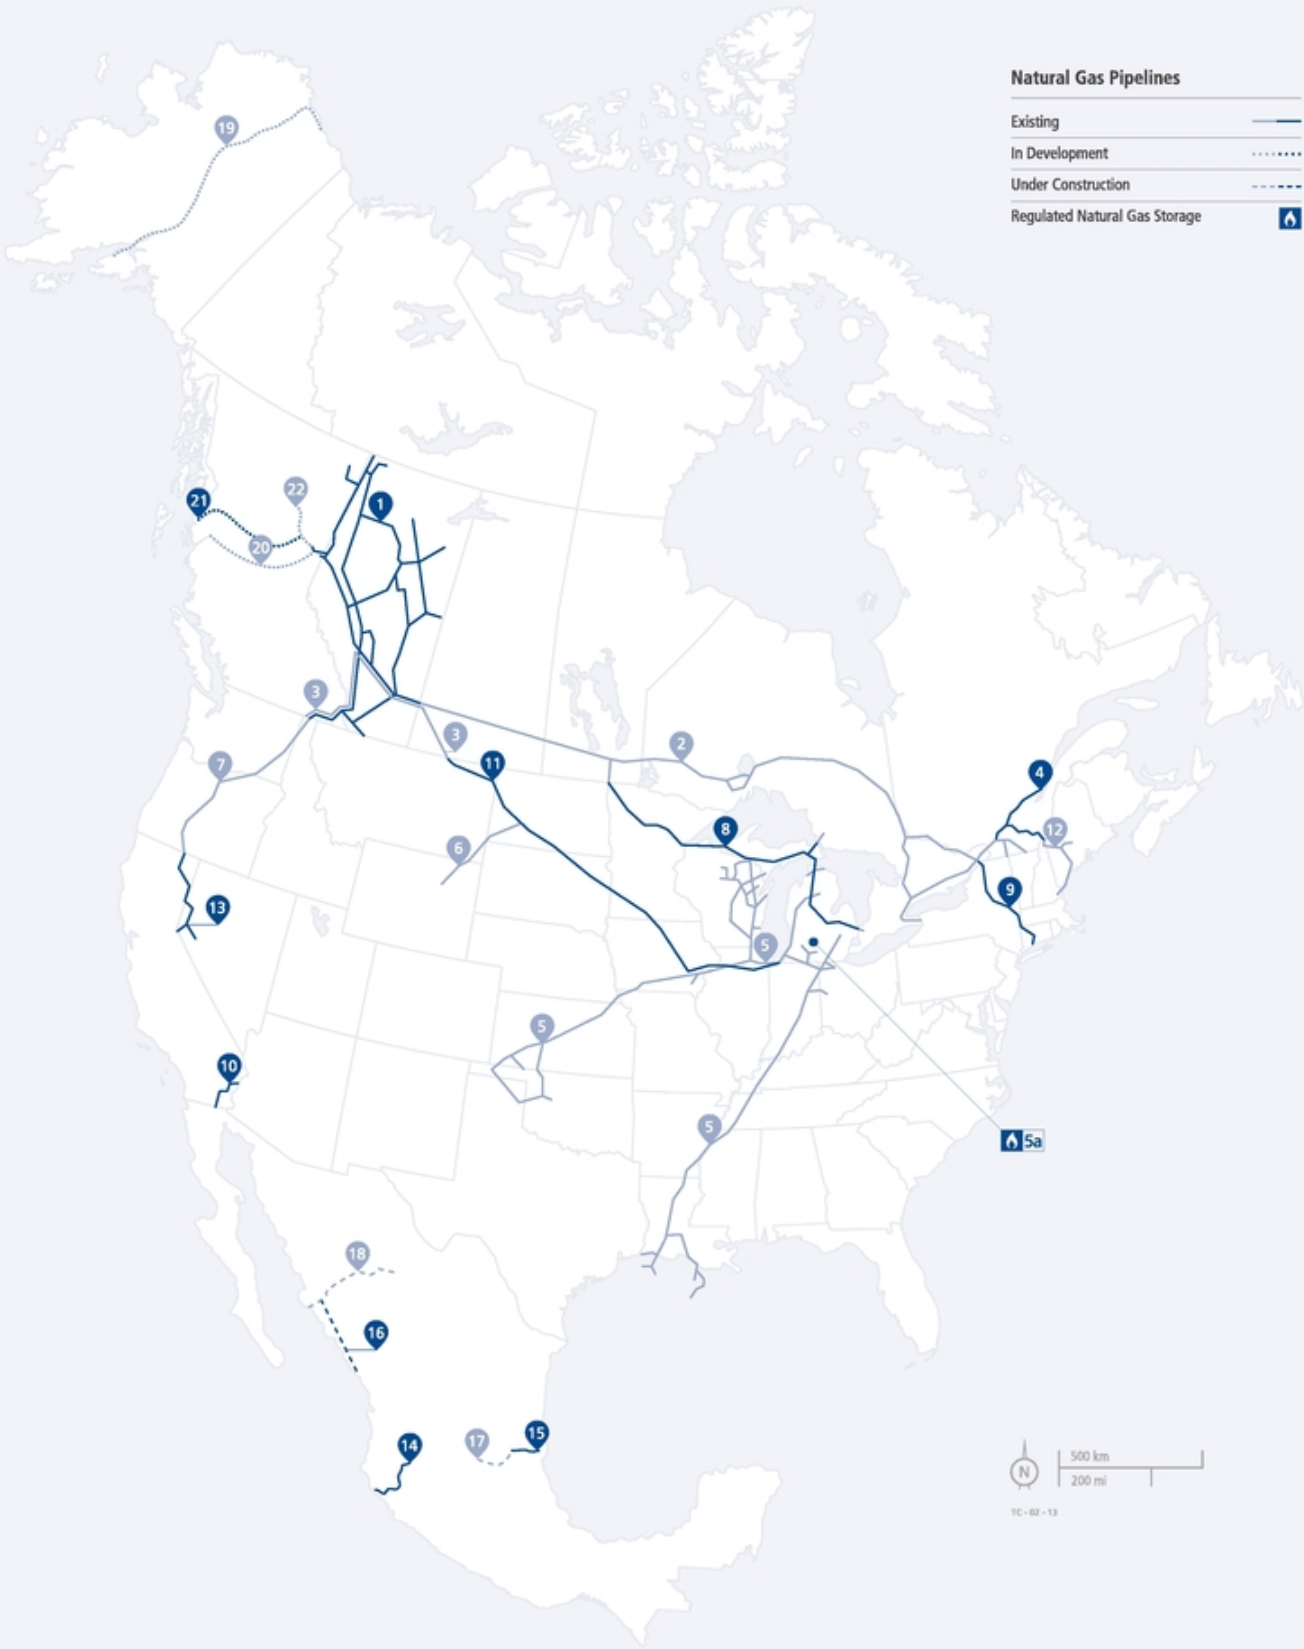 Natural Gas Pipelines
Existing
In Development
Under Construction
Regulated Natural Gas Storage
19
22
21
1
20
3
3
2
7
11
4
8
12
6
9
13
5
5
10
5
5a
18
16
15
14
17
500 km
N
200 mi
TC - 02 - 13